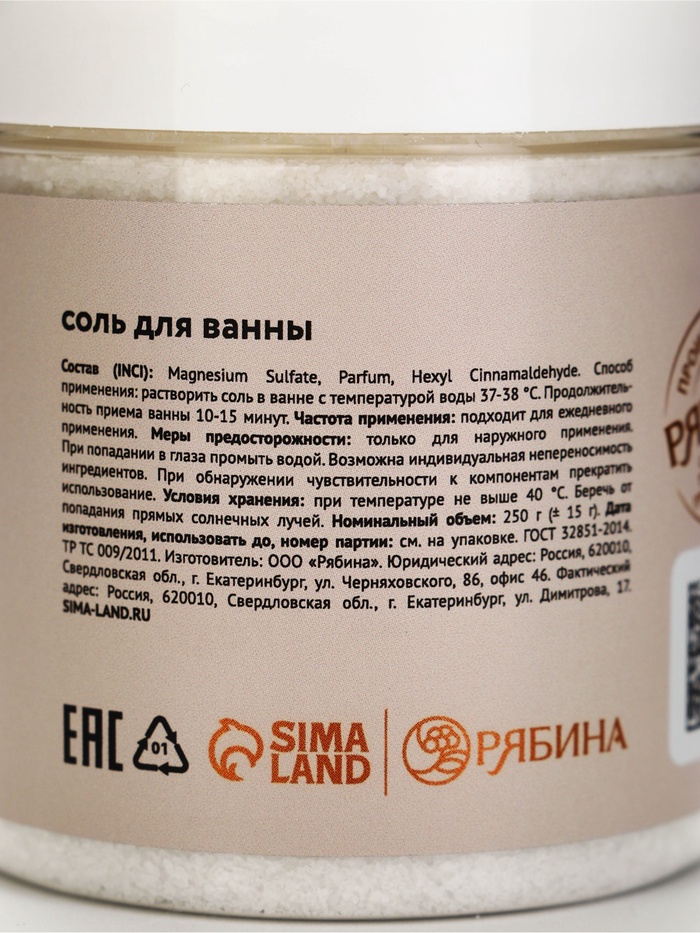 соль для ванны
Состав (INCI): Magnesium Sulfate, Parfum, Hexyl Cinnamaldehyde. Способ
применения: растворить соль в ванне с температурой воды 37-38 °C. Продолжитель-
ность приема ванны 10-15 минут. Частота применения: подходит для ежедневного
применения. Меры предосторожности: только для наружного применения.
При попадании в глаза промыть водой. Возможна индивидуальная непереносимость
ингредиентов. При обнаружении чувствительности к компонентам прекратить
использование. Условия хранения: при температуре не выше 40 °C. Беречь от
попадания прямых солнечных лучей. Номинальный объем: 250 г (± 15 г). Дата
изготовления, использовать до, номер партии: см. на упаковке. ГОСТ 32851-2014.
ТР ТС 009/2011. Изготовитель: ООО «Рябина». Юридический адрес: Россия, 620010,
Свердловская обл., г. Екатеринбург, ул. Черняховского, 86, офис 46. Фактический
адрес: Россия, 620010, Свердловская обл., г. Екатеринбург, ул. Димитрова, 17.
SIMA-LAND.RU
EAC
01
SIMA
LAND
РЯБИНА